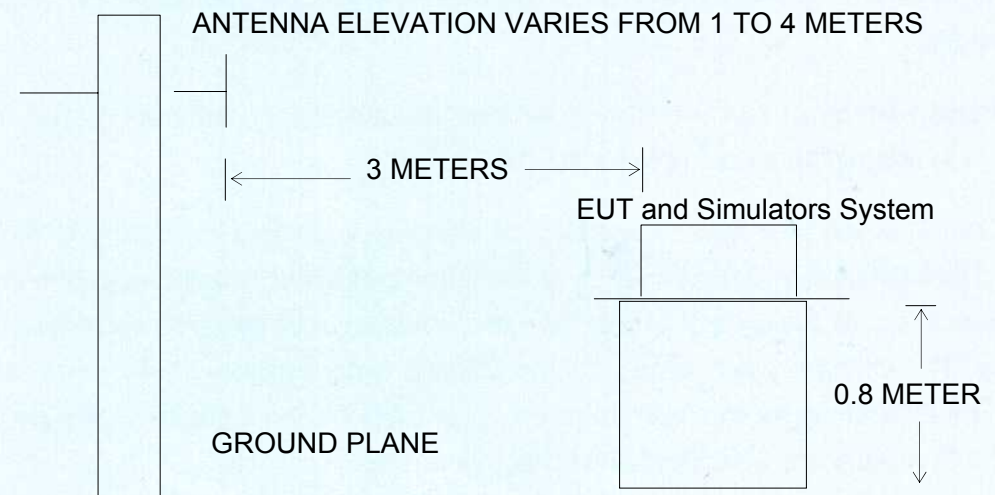 ANTENNA ELEVATION VARIES FROM 1 TO 4 METERS
3 METERS
EUT and Simulators System
0.8 METER
GROUND PLANE